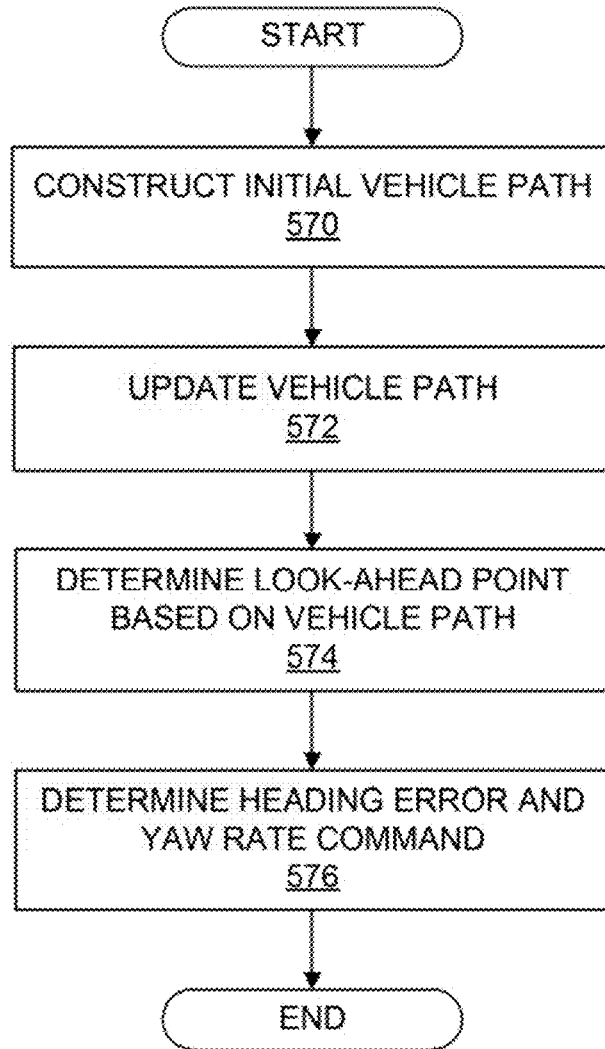 START
CONSTRUCT INITIAL VEHICLE PATH
570
UPDATE VEHICLE PATH
572
DETERMINE LOOK-AHEAD POINT
BASED ON VEHICLE PATH
574
DETERMINE HEADING ERROR AND
YAW RATE COMMAND
576
END